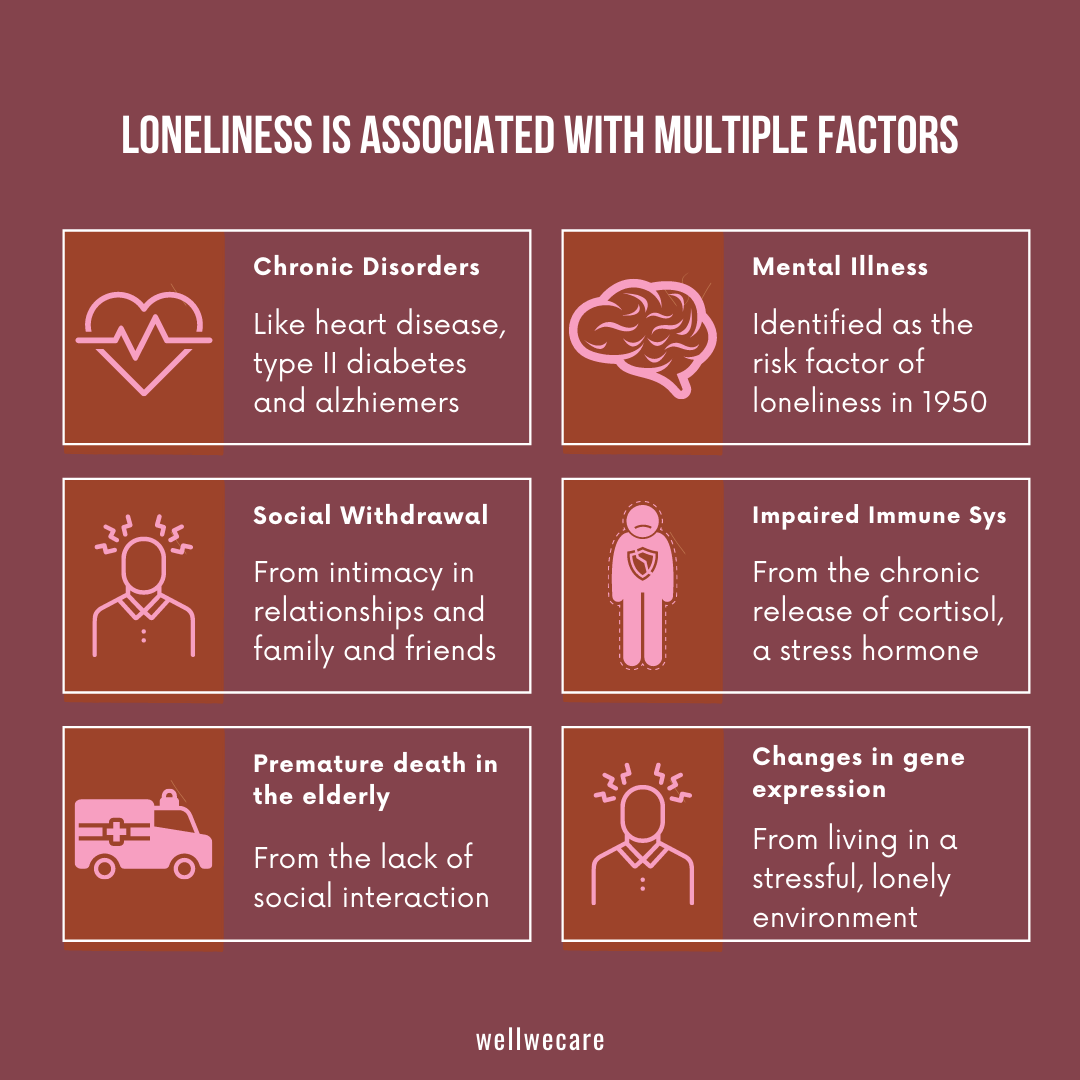 LONELINESS IS ASSOCIATED WITH MULTIPLE FACTORS
Chronic Disorders
Like heart disease,
type II diabetes
and alzhiemers
Mental Illness
Identified as the
risk factor of
loneliness in 1950
Social Withdrawal
From intimacy in
relationships and
family and friends
Impaired Immune Sys
From the chronic
release of cortisol,
a stress hormone
Premature death in
the elderly
From the lack of
social interaction
Changes in gene
expression
From living in a
stressful, lonely
environment
wellwecare